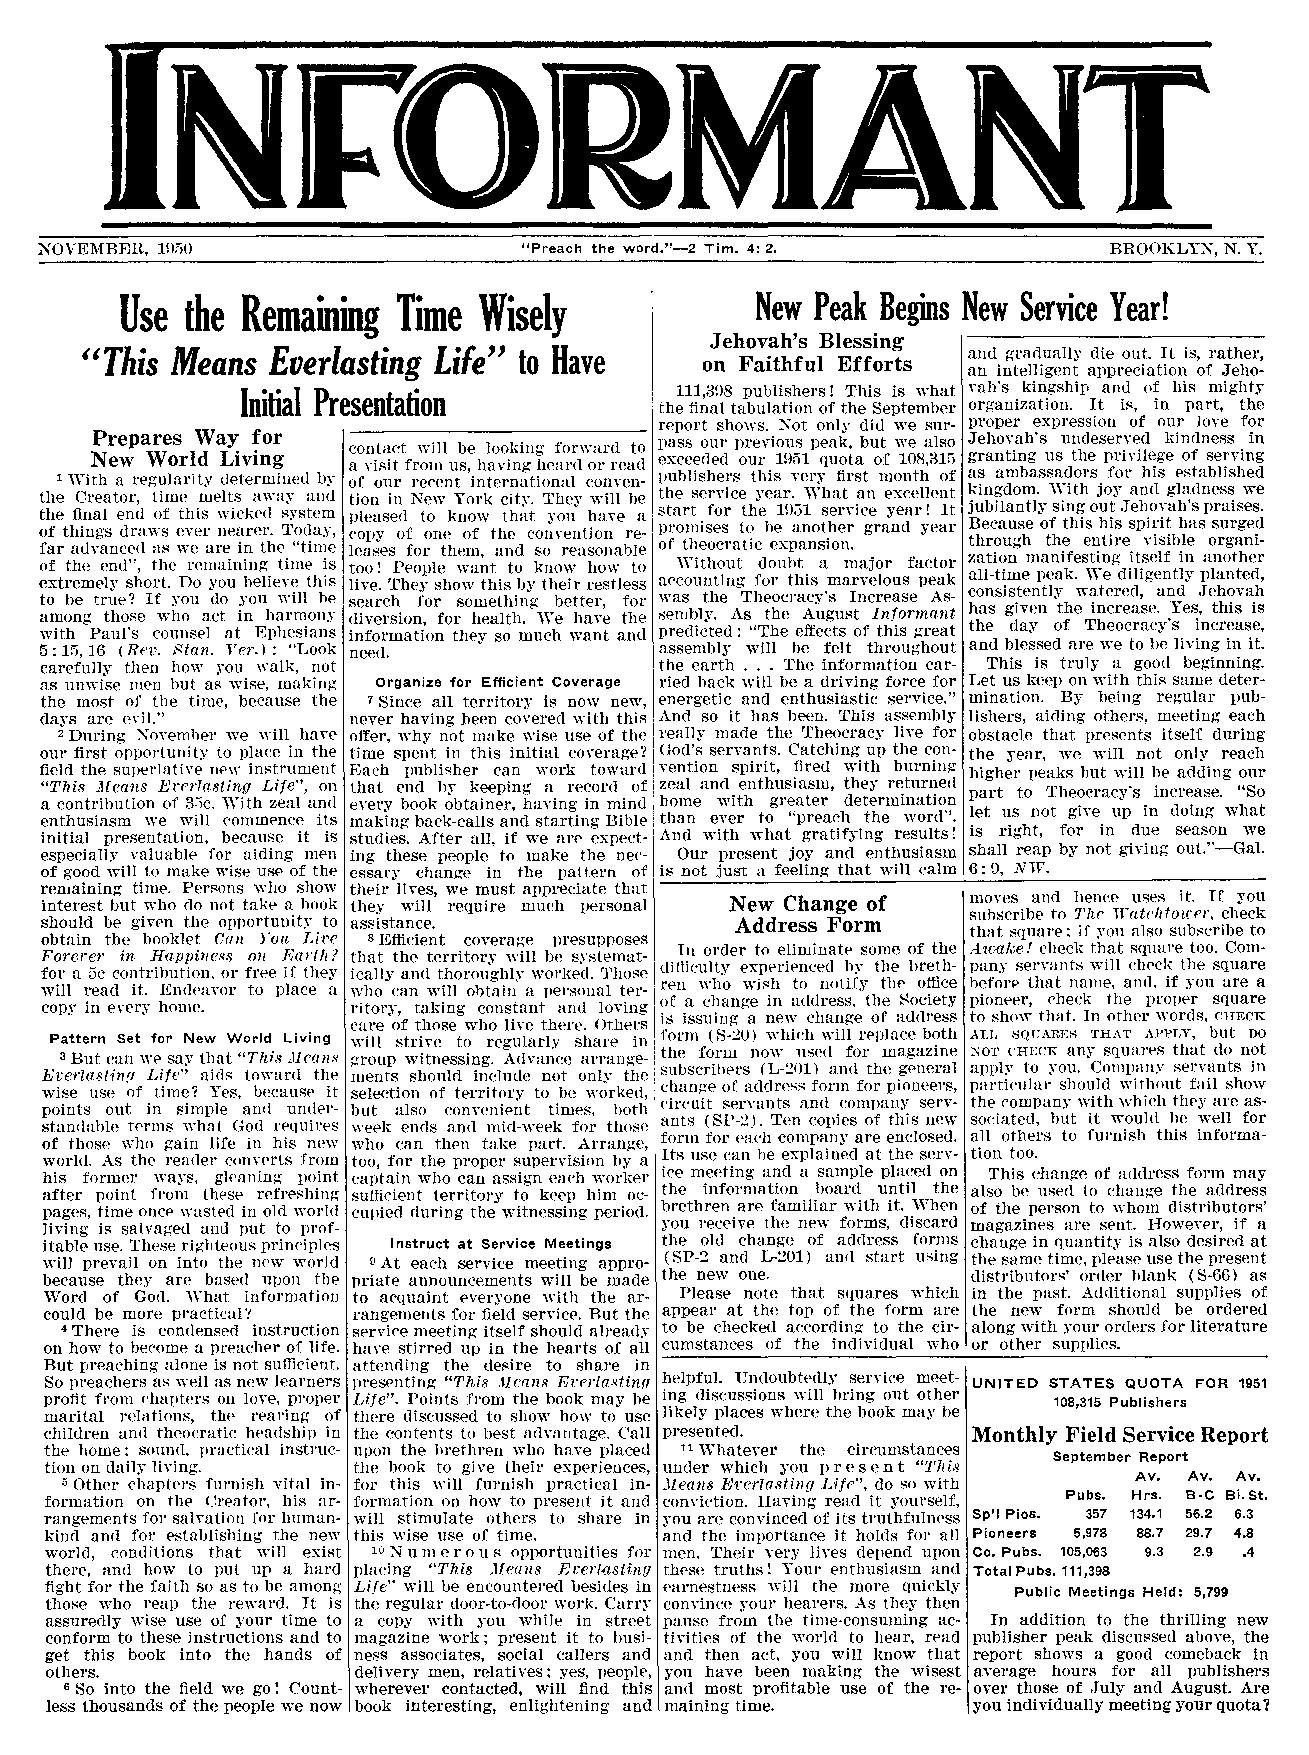 INFORMANT
NOVEMBER, 1950
"Preach the word."—2 Tim. 4: 2.
BROOKLYN, N. Y.
Use the Remaining Time Wisely
"This Means Everlasting Life" to Have
Initial Presentation
Prepares Way for
New World Living
1 With a regularity determined by
the Creator, time melts away and
the final end of this wicked system
of things draws ever nearer. Today,
far advanced as we are in the "time
of the end", the remaining time is
extremely short. Do you believe this
to be true? If you do you will be
among those who act in harmony
with Paul's counsel at Ephesians
5: 15, 16 (Rev. Stan. Ver.): "Look
carefully then how you walk, not
as unwise men but as wise, making
the most of the time, because the
days are evil."
2 During November we will have
our first opportunity to place in the
field the superlative new instrument
"This Means Everlasting Life", on
a contribution of 35c. With zeal and
enthusiasm we will commence its
initial presentation, because it is
especially valuable for aiding men
of good will to make wise use of the
remaining time. Persons who show
interest but who do not take a book
should be given the opportunity to
obtain the booklet Can You Live
Forever in Happiness on Earth?
for a 5c contribution, or free if they
will read it. Endeavor to place a
copy in every home.
Pattern Set for New World Living
3 But can we say that "This Means
Everlasting Life" aids toward the
wise use of time? Yes, because it
points out in simple and under-
standable terms what God requires
of those who gain life in his new
world. As the reader converts from
his former ways, gleaning point
after point from these refreshing
pages, time once wasted in old world
living is salvaged and put to prof-
itable use. These righteous principles
will prevail on into the new world
because they are based upon the
Word of God. What information
could be more practical?
4 There is condensed instruction
on how to become a preacher of life.
But preaching alone is not sufficient.
So preachers as well as new learners
profit from chapters on love, proper
marital relations, the rearing of
children and theocratic headship in
the home; sound, practical instruc-
tion on daily living.
5 Other chapters furnish vital in-
formation on the Creator, his ar-
rangements for salvation for human-
kind and for establishing the new
world, conditions that will exist
there, and how to put up a hard
fight for the faith so as to be among
those who reap the reward. It is
assuredly wise use of your time to
conform to these instructions and to
get this book into the hands of
others.
6 So into the field we go! Count-
less thousands of the people we now
contact will be looking forward to
a visit from us, having heard or read
of our recent international conven-
tion in New York city. They will be
pleased to know that you have a
copy of one of the convention re-
leases for them, and so reasonable
too! People want to know how to
live. They show this by their restless
search for something better, for
diversion, for health. We have the
information they so much want and
need.
Organize for Efficient Coverage
7 Since all territory is now new,
never having been covered with this
offer, why not make wise use of the
time spent in this initial coverage?
Each publisher can work toward
that end by keeping a record of
every book obtainer, having in mind
making back-calls and starting Bible
studies. After all, if we are expect-
ing these people to make the nec-
essary change in the pattern of
their lives, we must appreciate that
they will require much personal
assistance.
8 Efficient coverage presupposes
that the territory will be systemat-
ically and thoroughly worked. Those
who can will obtain a personal ter-
ritory, taking constant and loving
care of those who live there. Others
will strive to regularly share in
group witnessing. Advance arrange-
ments should include not only the
selection of territory to be worked,
but also convenient times, both
week ends and mid-week for those
who can then take part. Arrange,
too, for the proper supervision by a
captain who can assign each worker
sufficient territory to keep him oc-
cupied during the witnessing period.
Instruct at Service Meetings
9 At each service meeting appro-
priate announcements will be made
to acquaint everyone with the ar-
rangements for field service. But the
service meeting itself should already
have stirred up in the hearts of all
attending the desire to share in
presenting "This Means Everlasting
Life". Points from the book may be
there discussed to show how to use
the contents to best advantage. Call
upon the brethren who have placed
the book to give their experiences,
for this will furnish practical in-
formation on how to present it and
will stimulate others to share in
this wise use of time.
10 Numerous opportunities for
placing "This Means Everlasting
Life" will be encountered besides in
the regular door-to-door work. Carry
a copy with you while in street
magazine work; present it to busi-
ness associates, social callers and
delivery men, relatives; yes, people,
wherever contacted, will find this
book interesting, enlightening and
helpful. Undoubtedly service meet-
ing discussions will bring out other
likely places where the book may be
presented.
11 Whatever the circumstances
under which you present "This
Means Everlasting Life", do so with
conviction. Having read it yourself,
you are convinced of its truthfulness
and the importance it holds for all
men. Their very lives depend upon
these truths! Your enthusiasm and
earnestness will the more quickly
convince your hearers. As they then
pause from the time-consuming ac-
tivities of the world to hear, read
and then act, you will know that
you have been making the wisest
and most profitable use of the re-
maining time.
New Peak Begins New Service Year!
Jehovah's Blessing
on Faithful Efforts
111,398 publishers! This is what
the final tabulation of the September
report shows. Not only did we sur-
pass our previous peak, but we also
exceeded our 1951 quota of 108,315
publishers this very first month of
the service year. What an excellent
start for the 1951 service year! It
promises to be another grand year
of theocratic expansion.
Without doubt a major factor
accounting for this marvelous peak
was the Theocracy's Increase As-
sembly. As the August Informant
predicted: "The effects of this great
assembly will be felt throughout
the earth . . . The information car-
ried back will be a driving force for
energetic and enthusiastic service."
And so it has been. This assembly
really made the Theocracy live for
God's servants. Catching up the con-
vention spirit, fired with burning
zeal and enthusiasm, they returned
home with greater determination
than ever to "preach the word".
And with what gratifying results!
Our present joy and enthusiasm
is not just a feeling that will calm
and gradually die out. It is, rather,
an intelligent appreciation of Jeho-
vah's kingship and of his mighty
organization. It is, in part, the
proper expression of our love for
Jehovah's undeserved kindness in
granting us the privilege of serving
as ambassadors for his established
kingdom. With joy and gladness we
jubilantly sing out Jehovah's praises.
Because of this his spirit has surged
through the entire visible organi-
zation manifesting itself in another
all-time peak. We diligently planted,
consistently watered, and Jehovah
has given the increase. Yes, this is
the day of Theocracy's increase,
and blessed are we to be living in it.
This is truly a good beginning.
Let us keep on with this same deter-
mination. By being regular pub-
lishers, aiding others, meeting each
obstacle that presents itself during
the year, we will not only reach
higher peaks but will be adding our
part to Theocracy's increase. "So
let us not give up in doing what
is right, for in due season we
shall reap by not giving out."—Gal.
6: 9, NW.
New Change of
Address Form
In order to eliminate some of the
difficulty experienced by the breth-
ren who wish to notify the office
of a change in address, the Society
is issuing a new change of address
form (S-20) which will replace both
the form now used for magazine
subscribers (L-201) and the general
change of address form for pioneers,
circuit servants and company serv-
ants (SP-2). Ten copies of this new
form for each company are enclosed.
Its use can be explained at the serv-
ice meeting and a sample placed on
the information board until the
brethren are familiar with it. When
you receive the new forms, discard
the old change of address forms
(SP-2 and L-201) and start using
the new one.
Please note that squares which
appear at the top of the form are
to be checked according to the cir-
cumstances of the individual who
moves and hence uses it. If you
subscribe to The Watchtower, check
that square; if you also subscribe to
Awake! check that square too. Com-
pany servants will check the square
before that name, and, if you are a
pioneer, check the proper square
to show that. In other words, CHECK
ALL SQUARES THAT APPLY, but DO
NOT CHECK any squares that do not
apply to you. Company servants in
particular should without fail show
the company with which they are as-
sociated, but it would be well for
all others to furnish this informa-
tion too.
This change of address form may
also be used to change the address
of the person to whom distributors'
magazines are sent. However, if a
change in quantity is also desired at
the same time, please use the present
distributors' order blank (S-66) as
in the past. Additional supplies of
the new form should be ordered
along with your orders for literature
or other supplies.
UNITED STATES QUOTA FOR 1951
108,315 Publishers
Monthly Field Service Report
September Report
Av. Av. Av.
Pubs. Hrs. B-C Bi. St.
Sp'l Pios. 357 134.1 56.2 6.3
Pioneers 5,978 88.7 29.7 4.8
Co. Pubs. 105,063 9.3 2.9 .4
Total Pubs. 111,398
Public Meetings Held: 5,799
In addition to the thrilling new
publisher peak discussed above, the
report shows a good comeback in
average hours for all publishers
over those of July and August. Are
you individually meeting your quota?